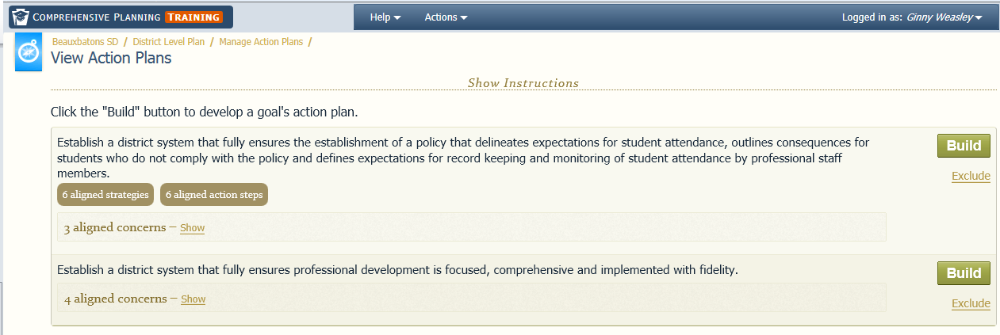 COMPREHENSIVE PLANNING TRAINING
Help Actions Logged in as: Ginny Weasley
Beauxbatons SD / District Level Plan / Manage Action Plans /
View Action Plans
Show Instructions
Click the "Build" button to develop a goal's action plan.
Establish a district system that fully ensures the establishment of a policy that delineates expectations for student attendance, outlines consequences for
students who do not comply with the policy and defines expectations for record keeping and monitoring of student attendance by professional staff
members.
Build
Exclude
6 aligned strategies 6 aligned action steps
3 aligned concerns – Show
Establish a district system that fully ensures professional development is focused, comprehensive and implemented with fidelity.
Build
4 aligned concerns – Show
Exclude